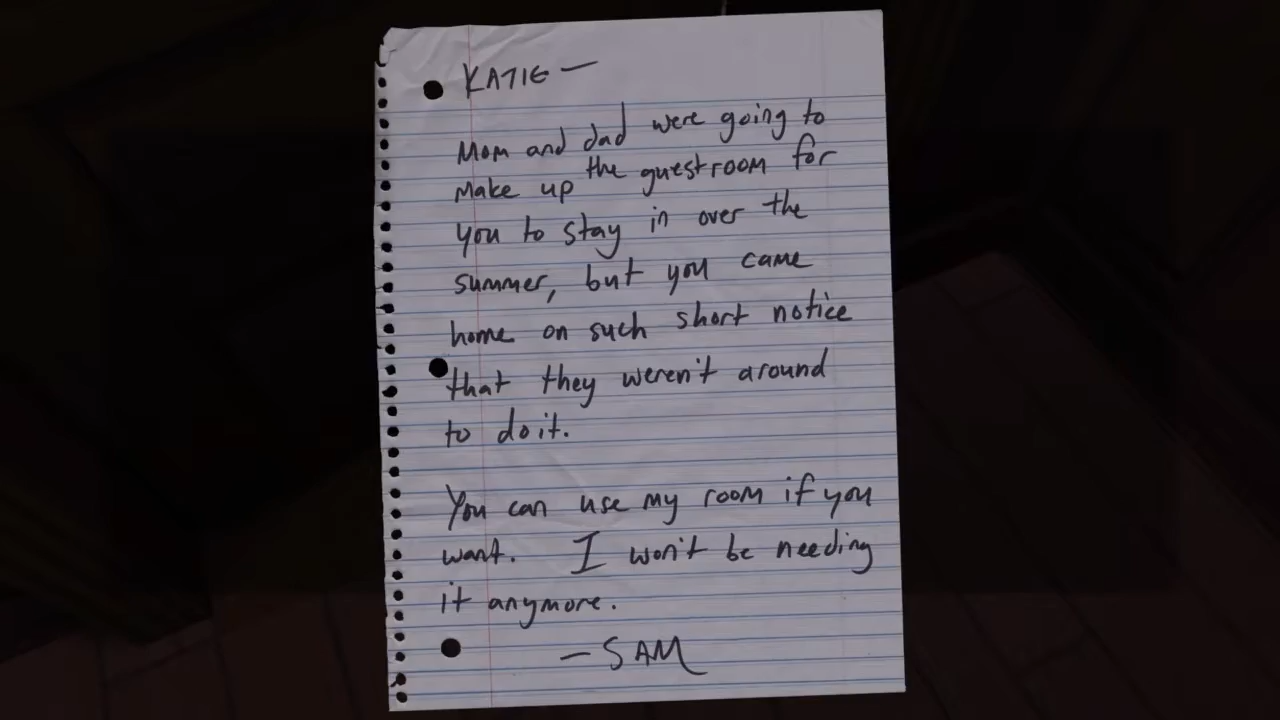 KATIE —
Mom and dad were going to
make up the guestroom for
you to stay in over the
summer, but you came
home on such short notice
that they weren't around
to do it.
You can use my room if you
want. I won't be needing
it anymore.
— SAM